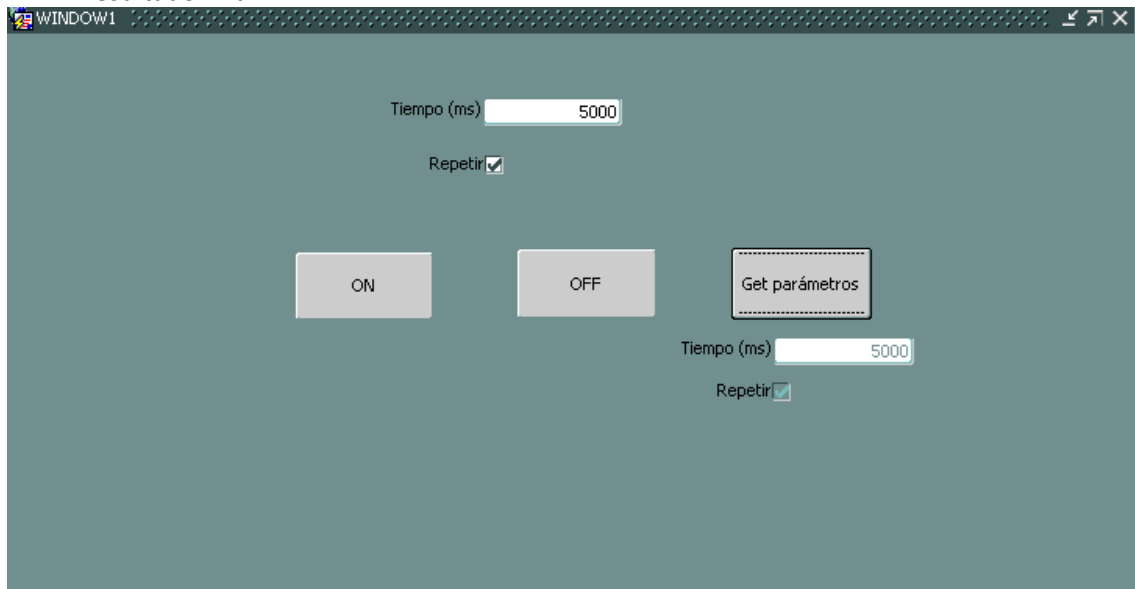 WINDOW1
Tiempo (ms) 5000
Repetir
ON OFF Get parámetros
Tiempo (ms) 5000
Repetir